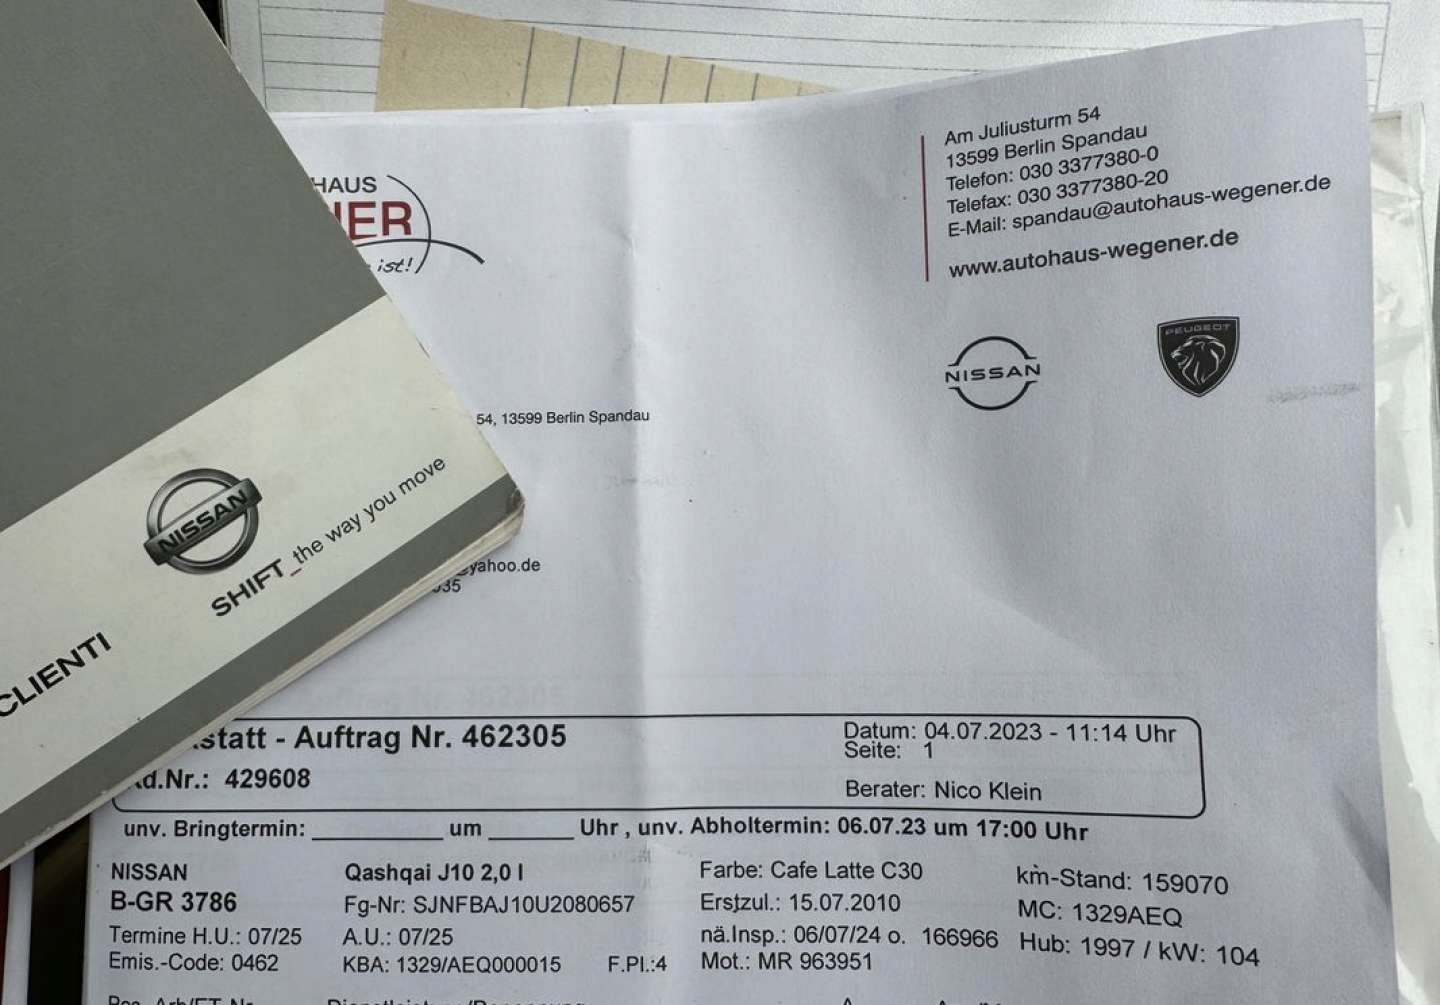 HAUS
NER
ist!
Am Juliusturm 54
13599 Berlin Spandau
Telefon: 030 3377380-0
Telefax: 030 3377380-20
E-Mail: spandau@autohaus-wegener.de
www.autohaus-wegener.de
NISSAN
PEUGEOT
54, 13599 Berlin Spandau
NISSAN
SHIFT_the way you move
CLIENTI
@yahoo.de
035
statt - Auftrag Nr. 462305
Datum: 04.07.2023 - 11:14 Uhr
Seite: 1
Kd.Nr.: 429608
Berater: Nico Klein
unv. Bringtermin: __________ um _______ Uhr , unv. Abholtermin: 06.07.23 um 17:00 Uhr
NISSAN Qashqai J10 2,0 l Farbe: Cafe Latte C30 km-Stand: 159070
B-GR 3786 Fg-Nr: SJNFBAJ10U2080657 Erstzul.: 15.07.2010 MC: 1329AEQ
Termine H.U.: 07/25 A.U.: 07/25 nä.Insp.: 06/07/24 o. 166966 Hub: 1997 / kW: 104
Emis.-Code: 0462 KBA: 1329/AEQ000015 F.Pl.:4 Mot.: MR 963951